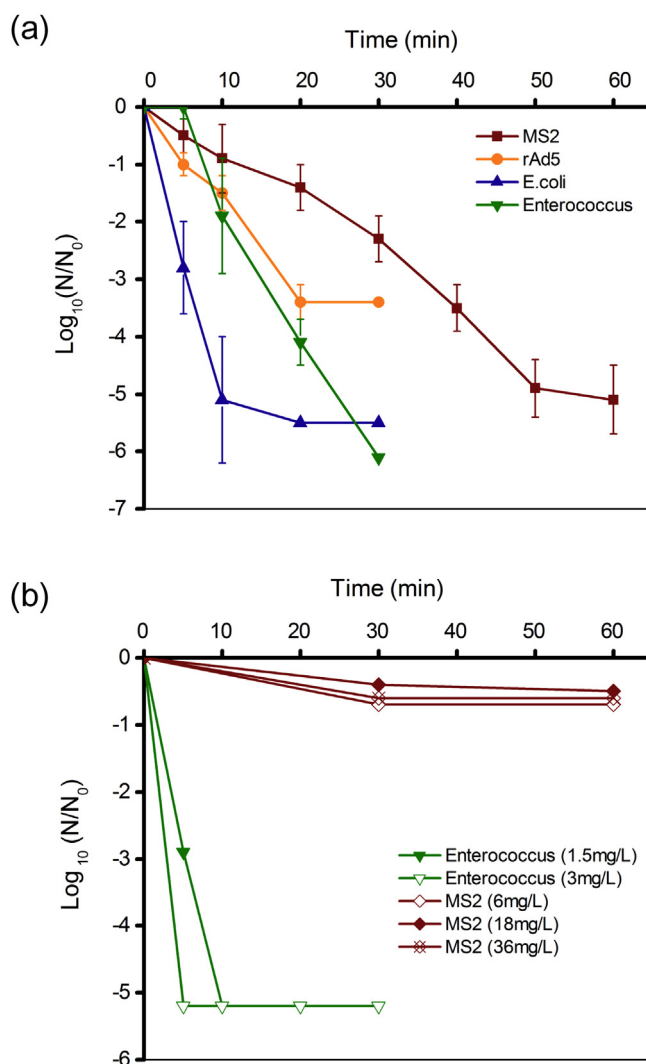 (a)
Time (min)
0 10 20 30 40 50 60
0
-1
-2
-3
-4
-5
-6
-7
Log10(N/N0)
MS2
rAd5
E.coli
Enterococcus
(b)
Time (min)
0 10 20 30 40 50 60
0
-1
-2
-3
-4
-5
-6
Log10 (N/N0)
Enterococcus (1.5mg/L)
Enterococcus (3mg/L)
MS2 (6mg/L)
MS2 (18mg/L)
MS2 (36mg/L)